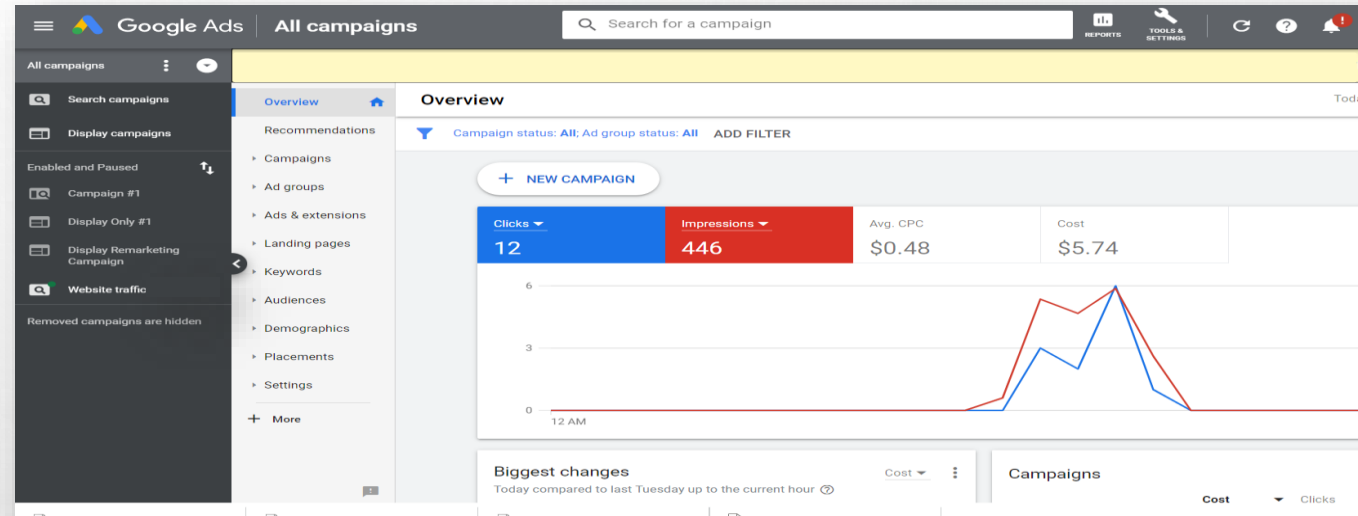 Google Ads
All campaigns
Search for a campaign
REPORTS
TOOLS &
SETTINGS
All campaigns
Search campaigns
Display campaigns
Enabled and Paused
Campaign #1
Display Only #1
Display Remarketing
Campaign
Website traffic
Removed campaigns are hidden
Overview
Recommendations
Campaigns
Ad groups
Ads & extensions
Landing pages
Keywords
Audiences
Demographics
Placements
Settings
+ More
Overview
Campaign status: All; Ad group status: All ADD FILTER
+ NEW CAMPAIGN
Clicks
12
Impressions
446
Avg. CPC
$0.48
Cost
$5.74
6
3
0
12 AM
Biggest changes
Cost
Today compared to last Tuesday up to the current hour
Campaigns
Cost
Clicks